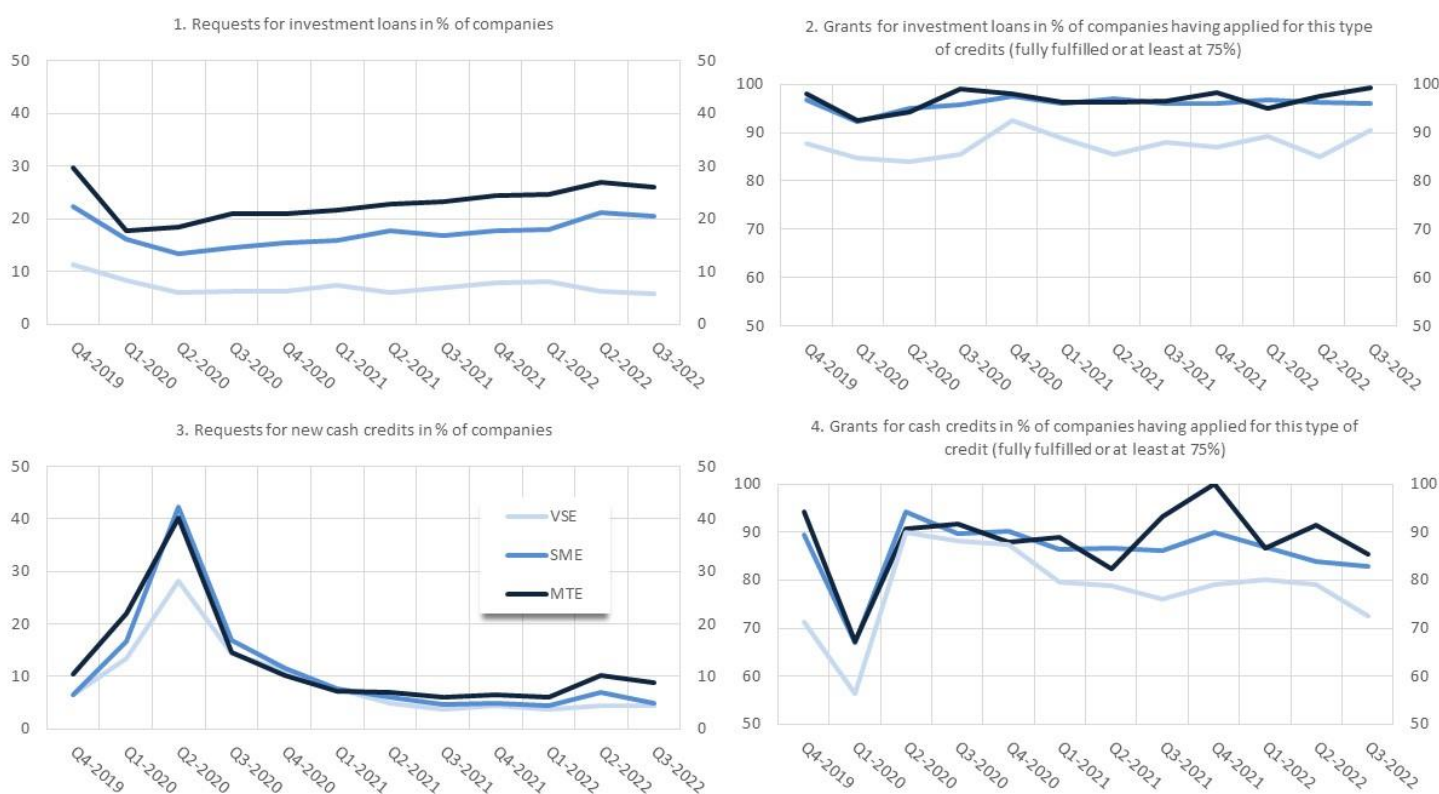 1. Requests for investment loans in % of companies
50 50
40 40
30 30
20 20
10 10
0 0
Q4-2019 Q1-2020 Q2-2020 Q3-2020 Q4-2020 Q1-2021 Q2-2021 Q3-2021 Q4-2021 Q1-2022 Q2-2022 Q3-2022
2. Grants for investment loans in % of companies having applied for this type
of credits (fully fulfilled or at least at 75%)
100 100
90 90
80 80
70 70
60 60
50 50
Q4-2019 Q1-2020 Q2-2020 Q3-2020 Q4-2020 Q1-2021 Q2-2021 Q3-2021 Q4-2021 Q1-2022 Q2-2022 Q3-2022
3. Requests for new cash credits in % of companies
50 50
40 40
30 30
20 20
10 10
0 0
VSE
SME
MTE
Q4-2019 Q1-2020 Q2-2020 Q3-2020 Q4-2020 Q1-2021 Q2-2021 Q3-2021 Q4-2021 Q1-2022 Q2-2022 Q3-2022
4. Grants for cash credits in % of companies having applied for this type of
credit (fully fulfilled or at least at 75%)
100 100
90 90
80 80
70 70
60 60
50 50
Q4-2019 Q1-2020 Q2-2020 Q3-2020 Q4-2020 Q1-2021 Q2-2021 Q3-2021 Q4-2021 Q1-2022 Q2-2022 Q3-2022